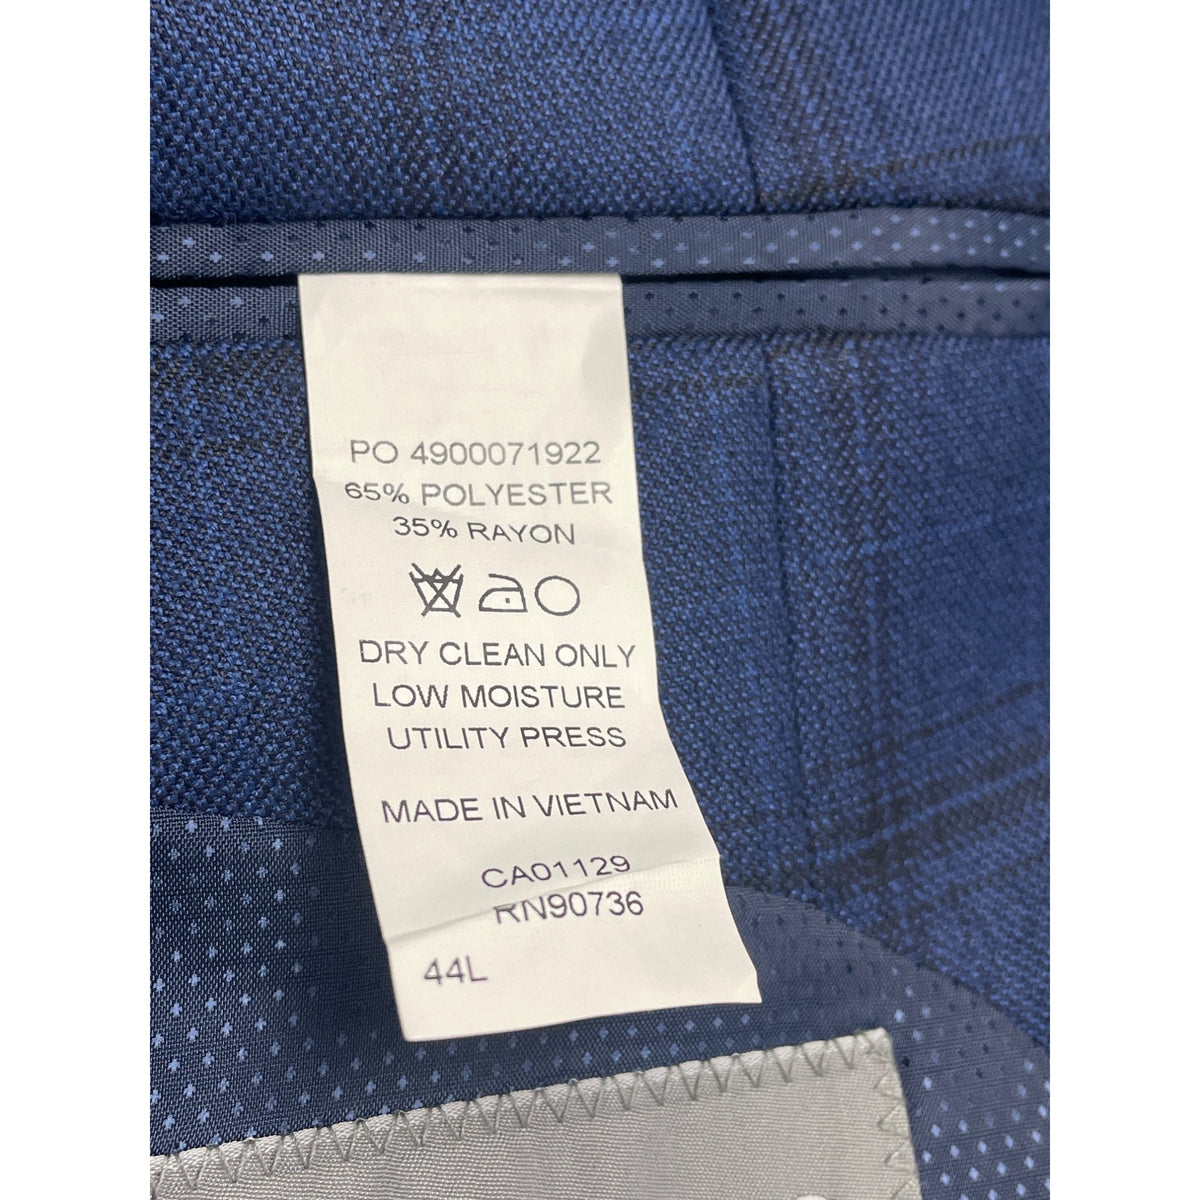 PO 4900071922
65% POLYESTER
35% RAYON
DRY CLEAN ONLY
LOW MOISTURE
UTILITY PRESS
MADE IN VIETNAM
CA01129
RN90736
44L